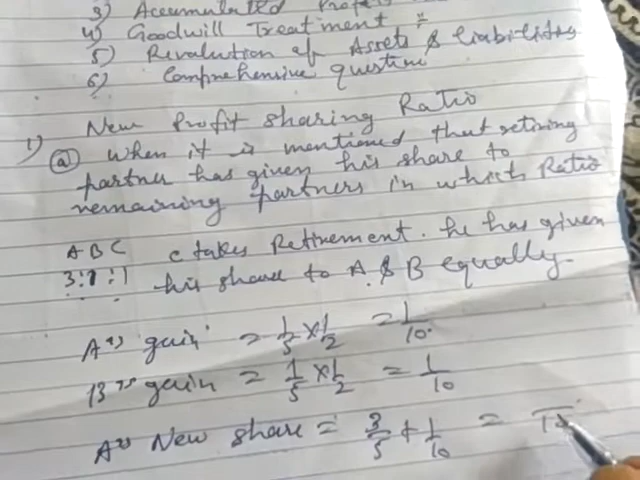 3) Accumulated Profit
4) Goodwill Treatment
5) Revaluation of Assets & liabilities
6) Comprehensive question
1) New Profit sharing Ratio
(a) When it is mentioned that retiring
partner has given his share to
remaining partners in which Ratio
A B C C takes Retirement. he has given
3:1:1 his share to A & B equally.
A's gain = 1/5 × 1/2 = 1/10
B's gain = 1/5 × 1/2 = 1/10
A's New share = 3/5 + 1/10 =